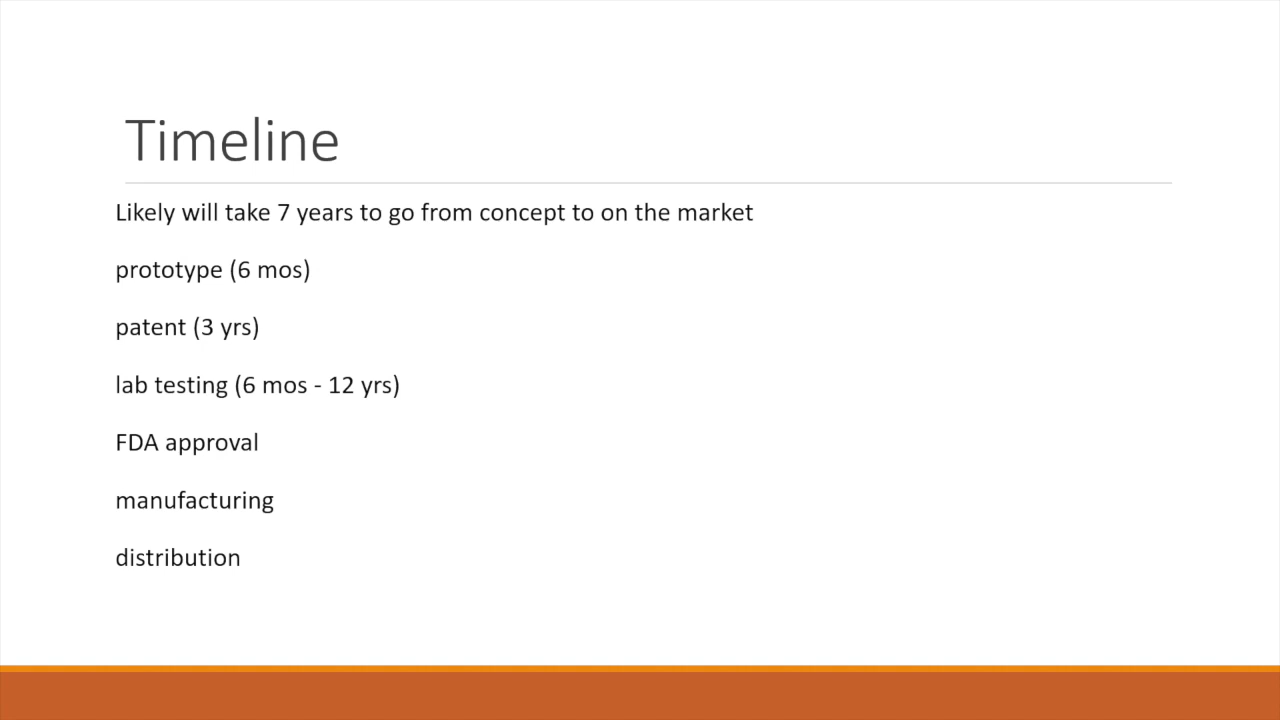 Timeline
Likely will take 7 years to go from concept to on the market
prototype (6 mos)
patent (3 yrs)
lab testing (6 mos - 12 yrs)
FDA approval
manufacturing
distribution